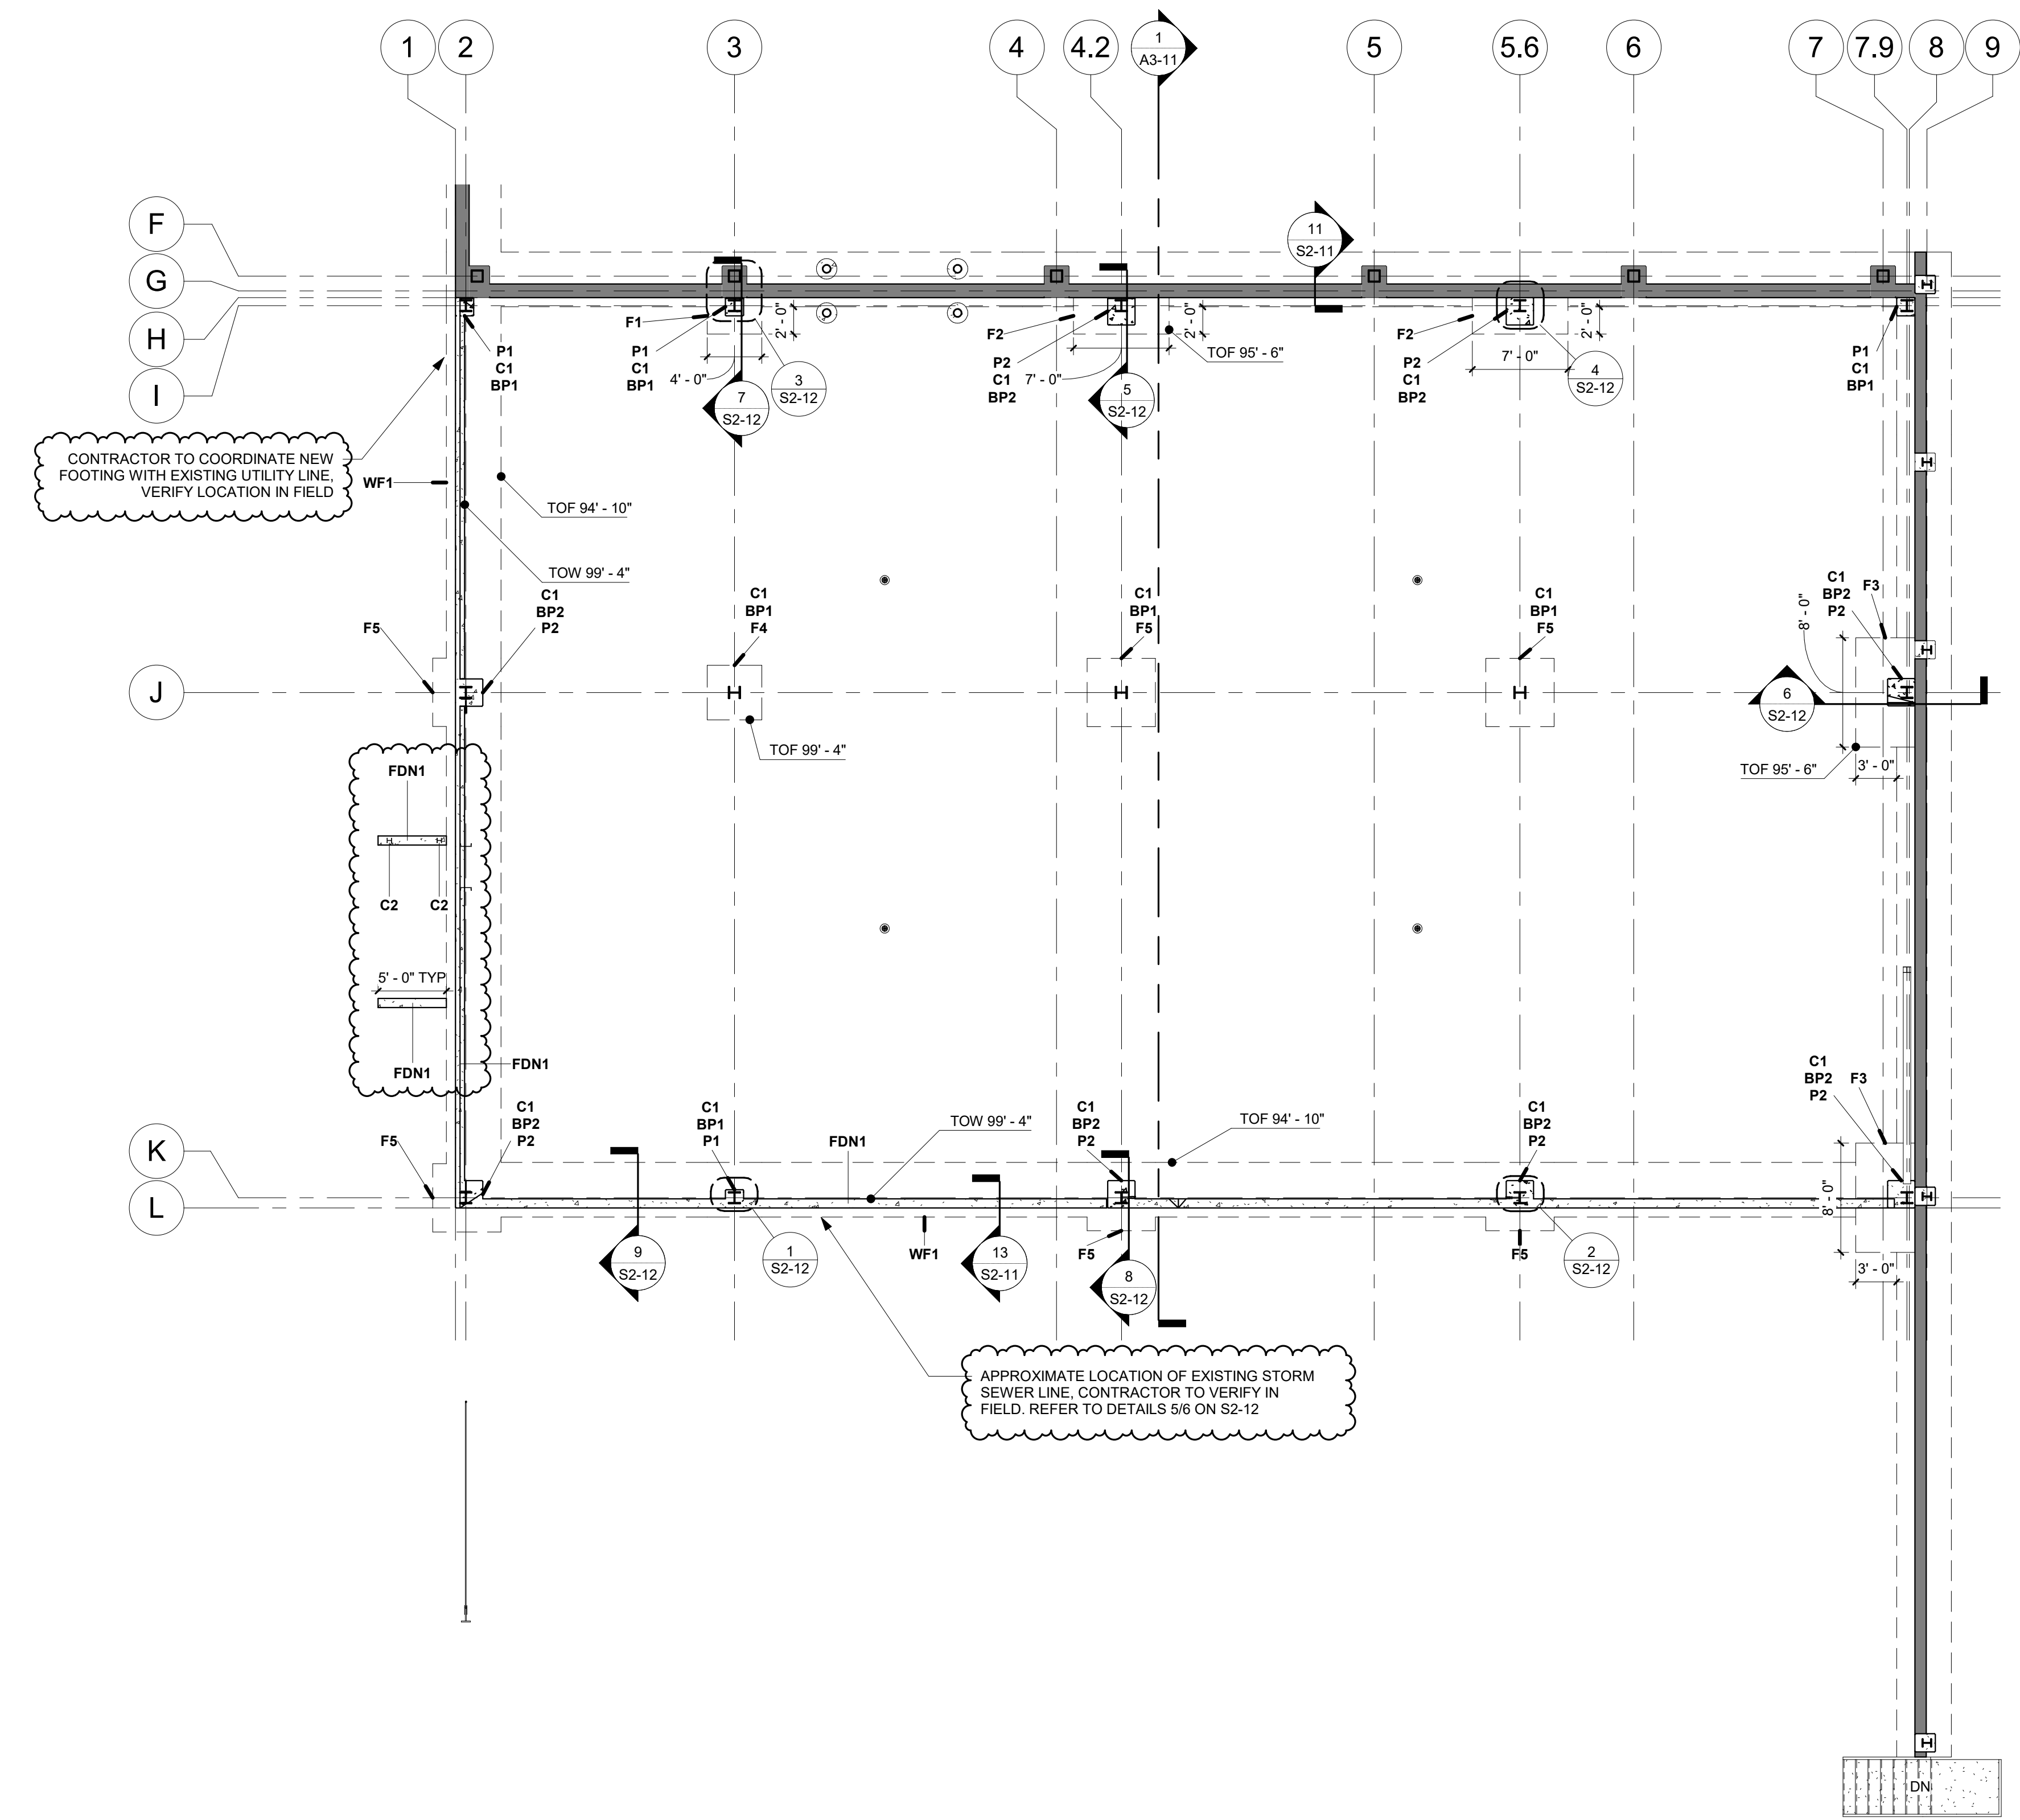 1
2
3
4
4.2
1
A3-11
5
5.6
6
7
7.9
8
9
F
G
H
I
J
K
L
11
S2-11
F1
P1
C1
BP1
P1
C1
BP1
4' - 0"
2' - 0"
7
S2-12
3
S2-12
F2
P2
C1
BP2
7' - 0"
2' - 0"
5
S2-12
TOF 95' - 6"
F2
P2
C1
BP2
7' - 0"
2' - 0"
4
S2-12
P1
C1
BP1
CONTRACTOR TO COORDINATE NEW
FOOTING WITH EXISTING UTILITY LINE,
VERIFY LOCATION IN FIELD
WF1
TOF 94' - 10"
TOW 99' - 4"
C1
BP2
P2
F5
C1
BP1
F4
TOF 99' - 4"
C1
BP1
F5
C1
BP1
F5
C1
BP2
P2
F3
8' - 0"
6
S2-12
TOF 95' - 6"
3' - 0"
FDN1
C2
C2
5' - 0" TYP
FDN1
FDN1
F5
C1
BP2
P2
C1
BP1
P1
FDN1
TOW 99' - 4"
C1
BP2
P2
TOF 94' - 10"
C1
BP2
P2
C1
BP2
P2
F3
8' - 0"
3' - 0"
9
S2-12
1
S2-12
WF1
13
S2-11
F5
8
S2-12
F5
2
S2-12
APPROXIMATE LOCATION OF EXISTING STORM
SEWER LINE, CONTRACTOR TO VERIFY IN
FIELD. REFER TO DETAILS 5/6 ON S2-12
DN